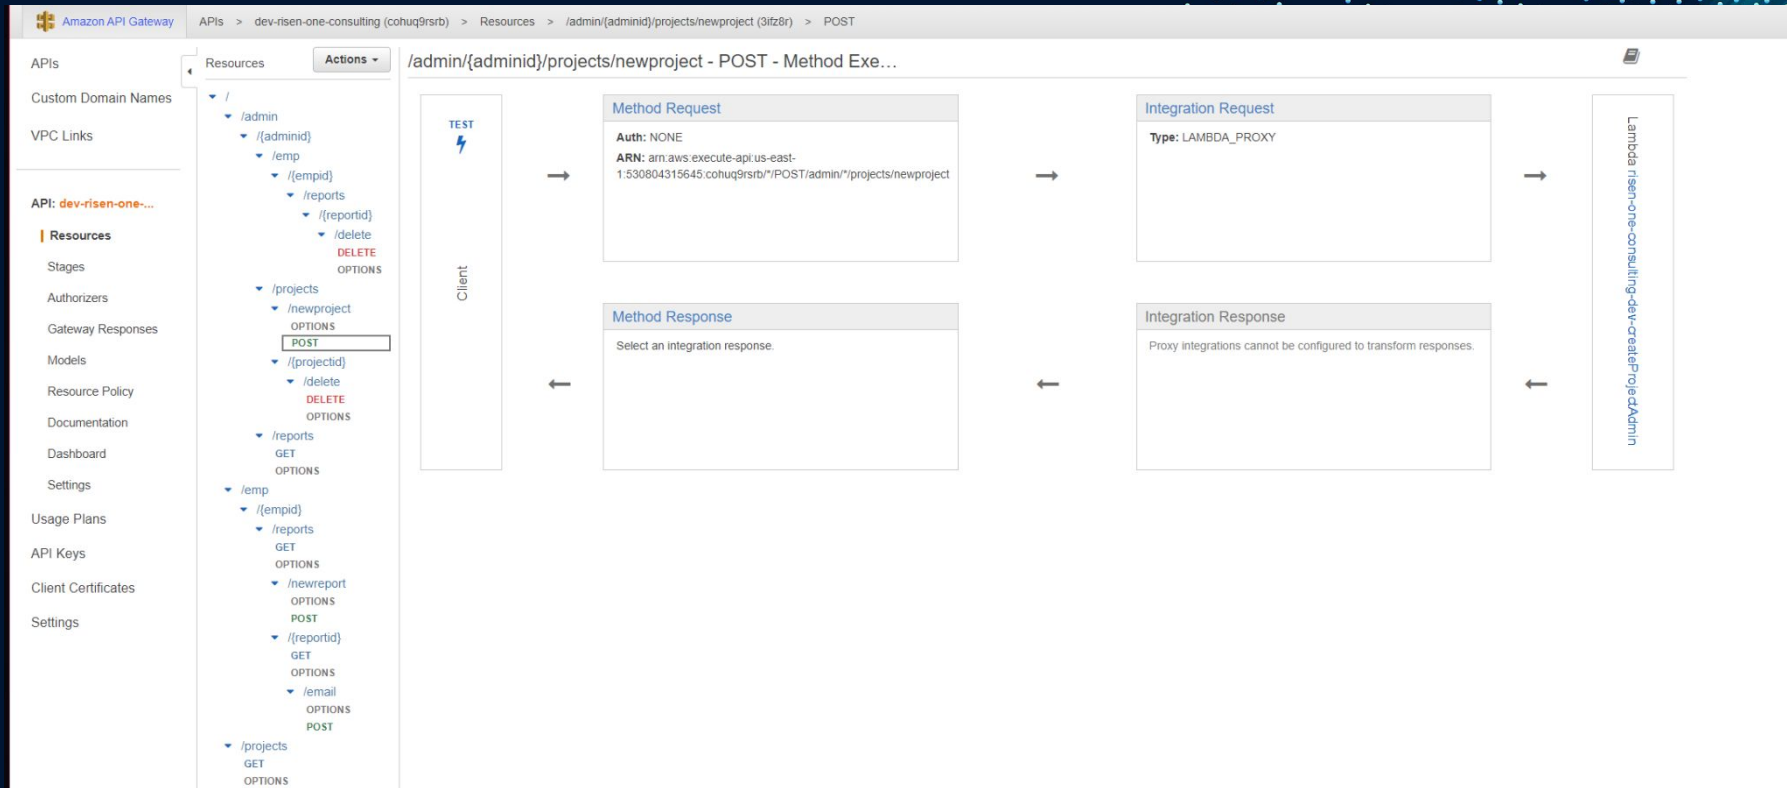 Amazon API Gateway
APIs > dev-risen-one-consulting (cohuq9rsrb) > Resources > /admin/{adminid}/projects/newproject (3ifz8r) > POST
APIs
Custom Domain Names
VPC Links
API: dev-risen-one-...
Resources
Stages
Authorizers
Gateway Responses
Models
Resource Policy
Documentation
Dashboard
Settings
Usage Plans
API Keys
Client Certificates
Settings
Resources
Actions
/
/admin
/{adminid}
/emp
/{empid}
/reports
/{reportid}
/delete
DELETE
OPTIONS
/projects
/newproject
OPTIONS
POST
/{projectid}
/delete
DELETE
OPTIONS
/reports
GET
OPTIONS
/emp
/{empid}
/reports
GET
OPTIONS
/newreport
OPTIONS
POST
/{reportid}
GET
OPTIONS
/email
OPTIONS
POST
/projects
GET
OPTIONS
/admin/{adminid}/projects/newproject - POST - Method Exe...
TEST
Client
Method Request
Auth: NONE
ARN: arn:aws:execute-api:us-east-
1:530804315645:cohuq9rsrb/*/POST/admin/*/projects/newproject
Integration Request
Type: LAMBDA_PROXY
Method Response
Select an integration response.
Integration Response
Proxy integrations cannot be configured to transform responses.
Lambda risen-one-consulting-dev-createProjectAdmin